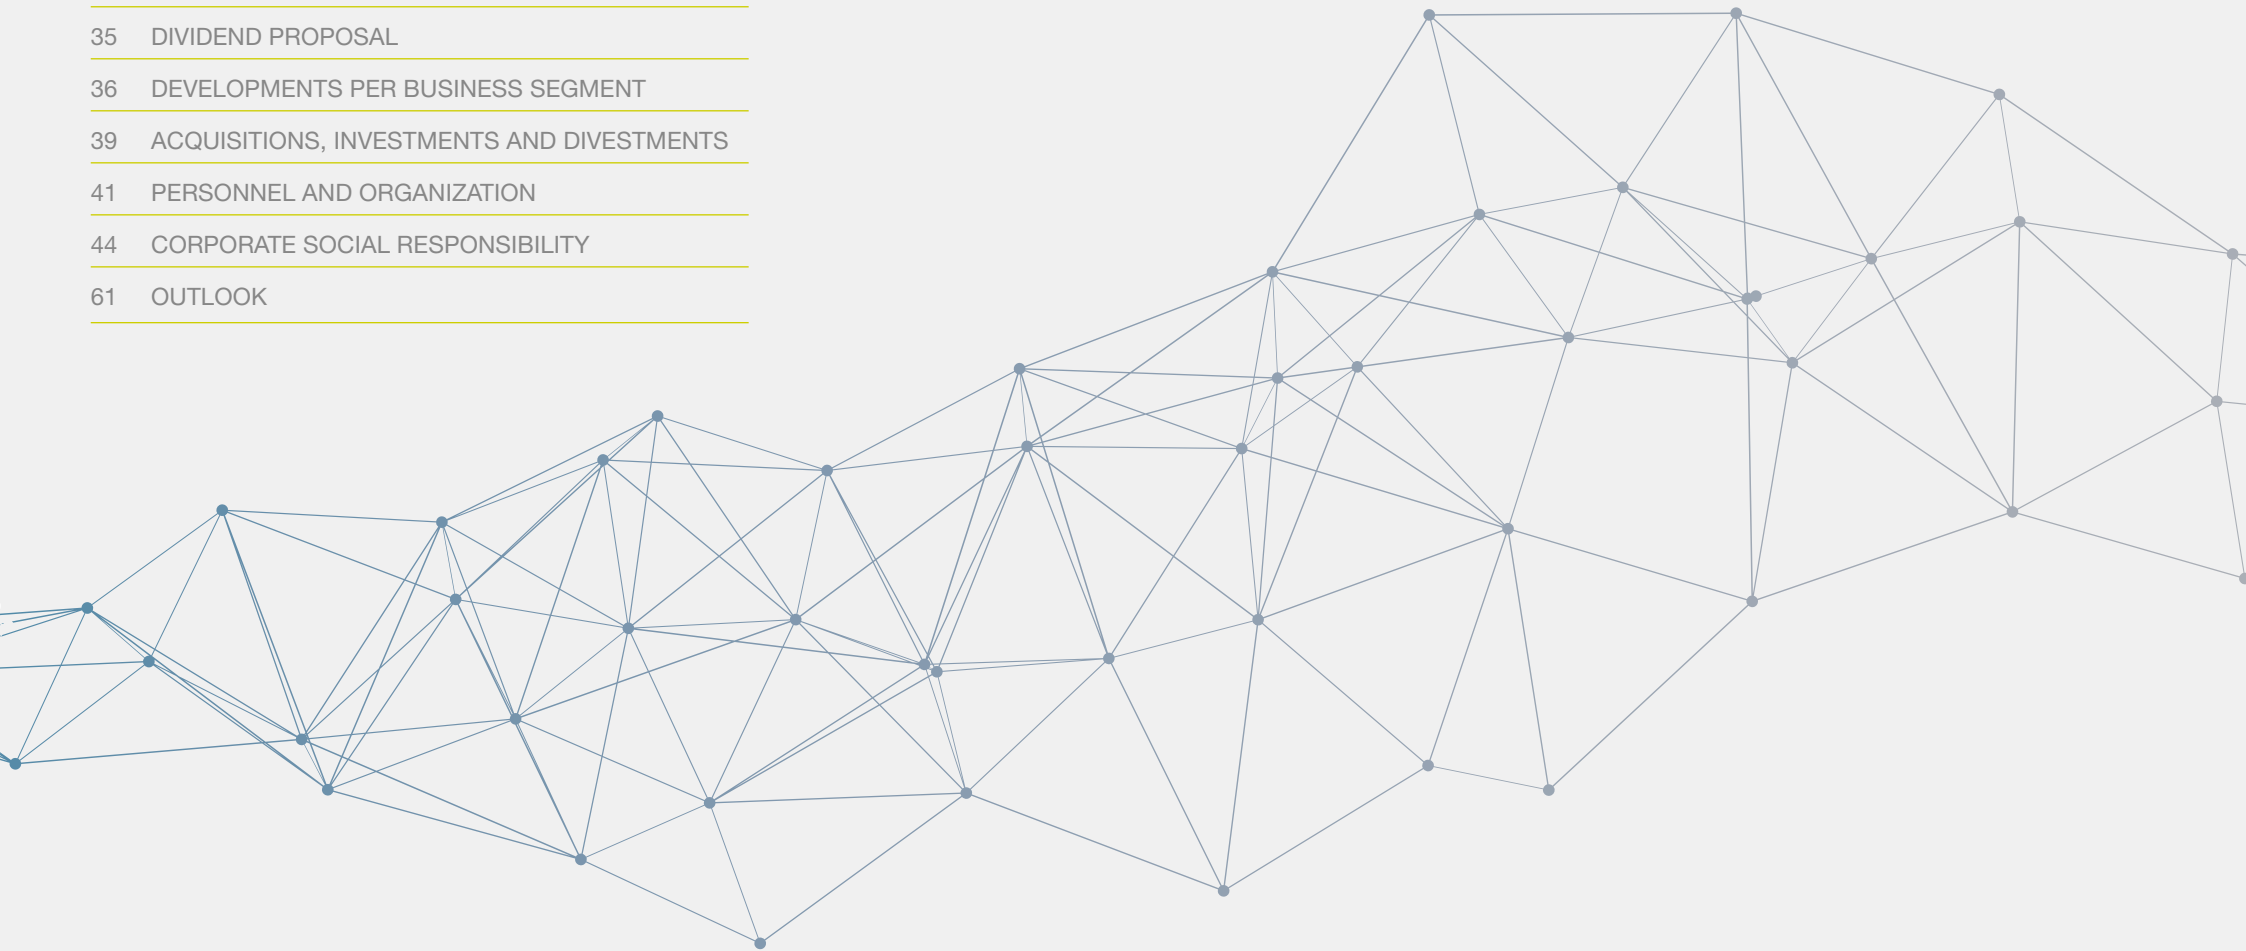 35 DIVIDEND PROPOSAL
36 DEVELOPMENTS PER BUSINESS SEGMENT
39 ACQUISITIONS, INVESTMENTS AND DIVESTMENTS
41 PERSONNEL AND ORGANIZATION
44 CORPORATE SOCIAL RESPONSIBILITY
61 OUTLOOK